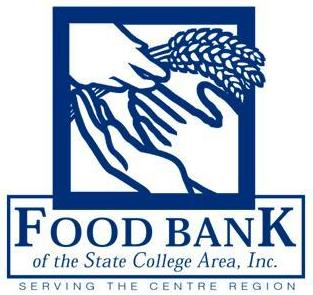 FOOD BANK
of the State College Area, Inc.
SERVING THE CENTRE REGION